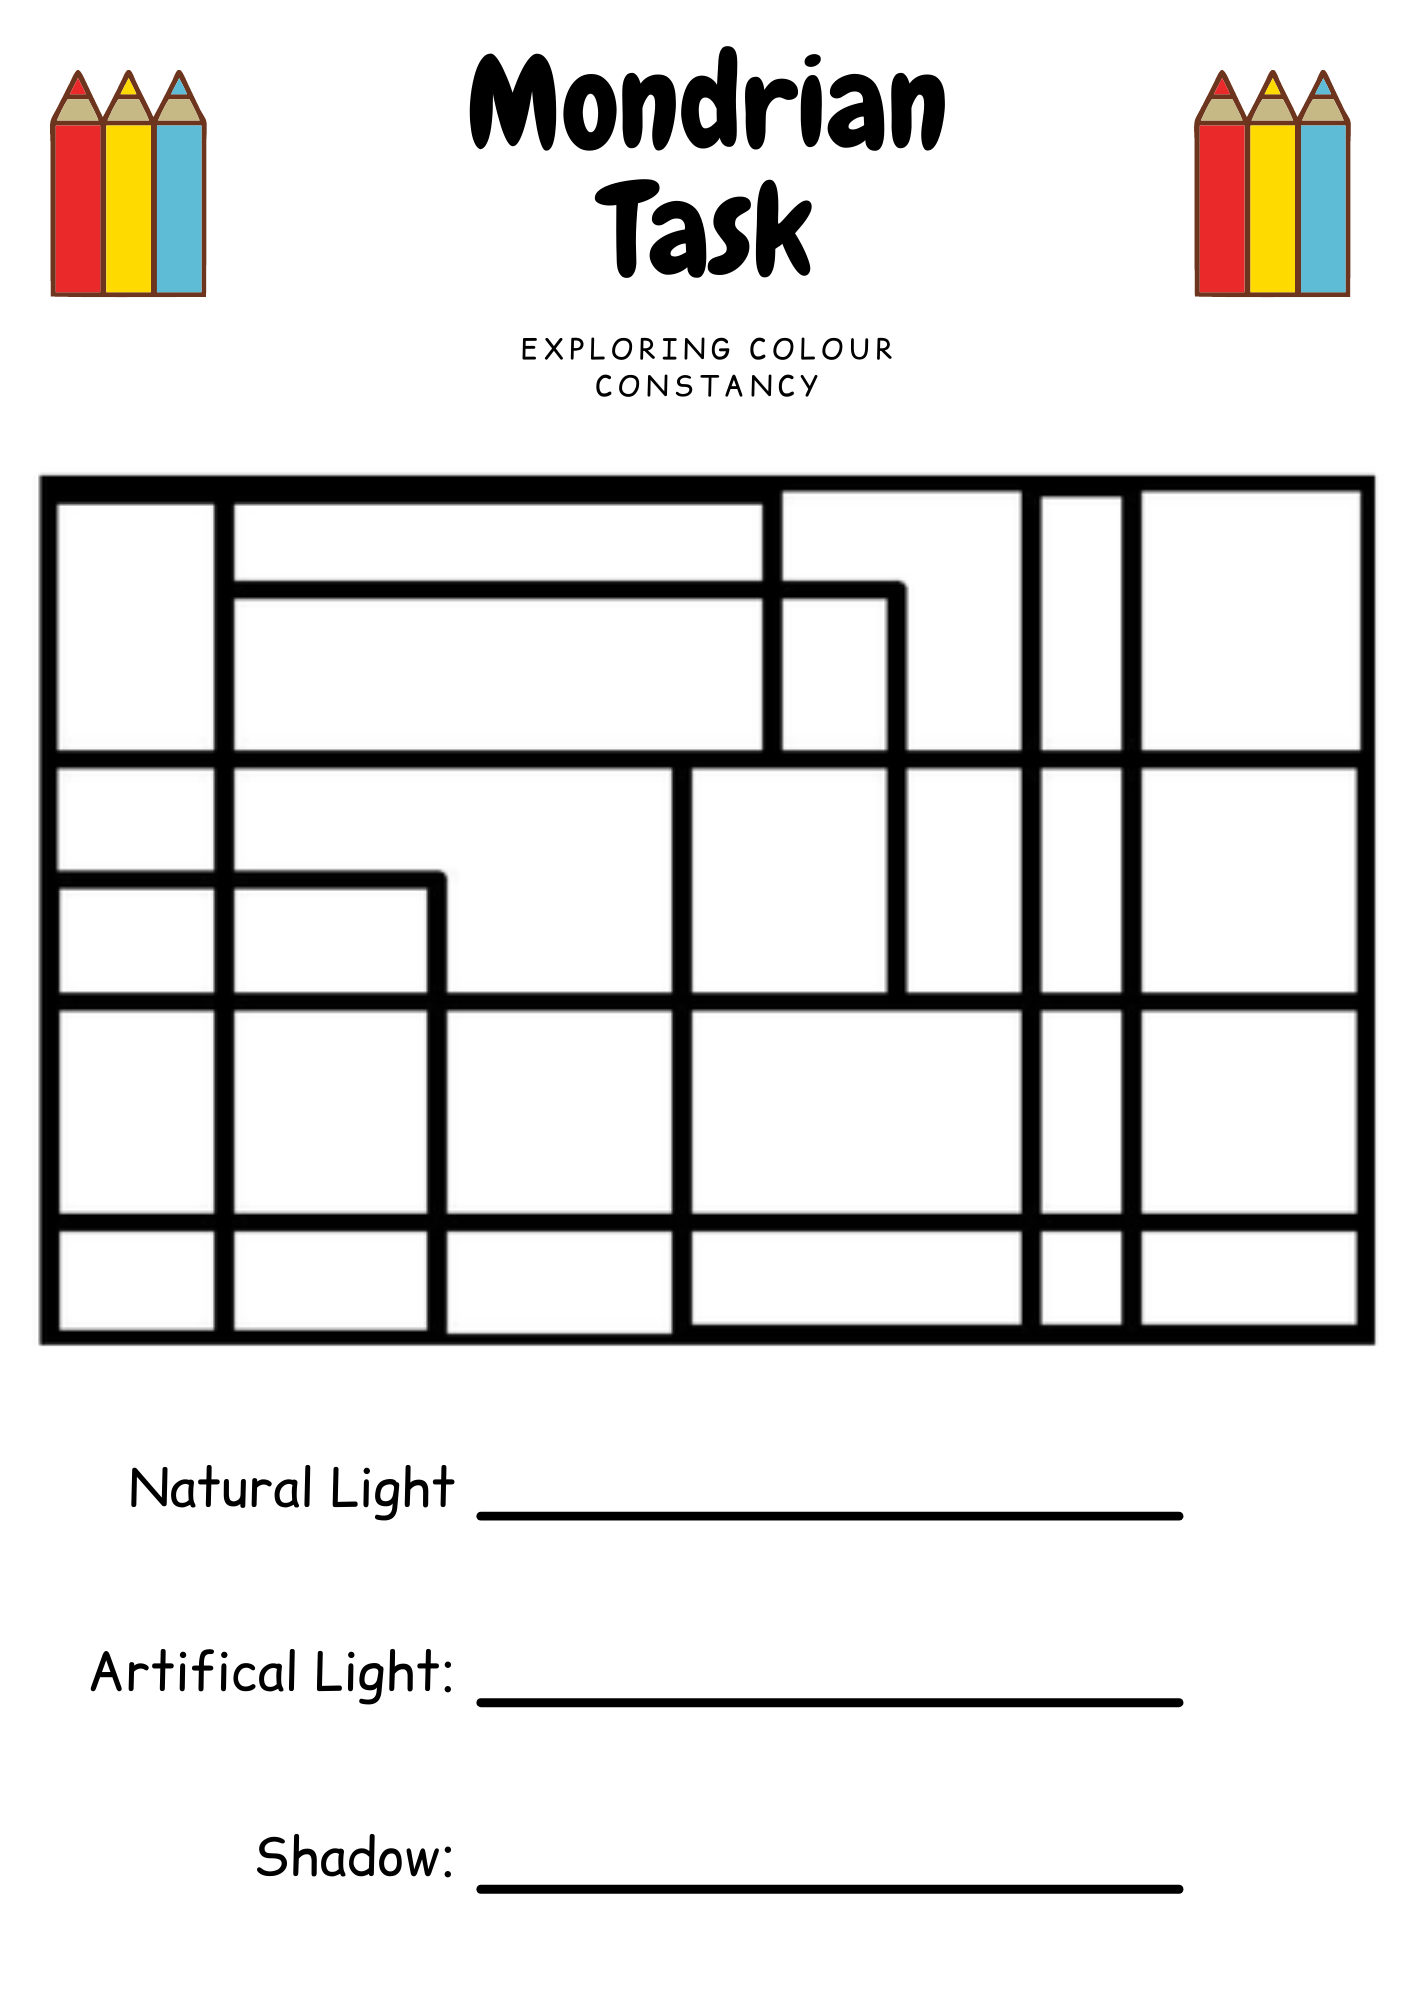 Mondrian
Task
EXPLORING COLOUR
CONSTANCY
Natural Light
Artifical Light:
Shadow: